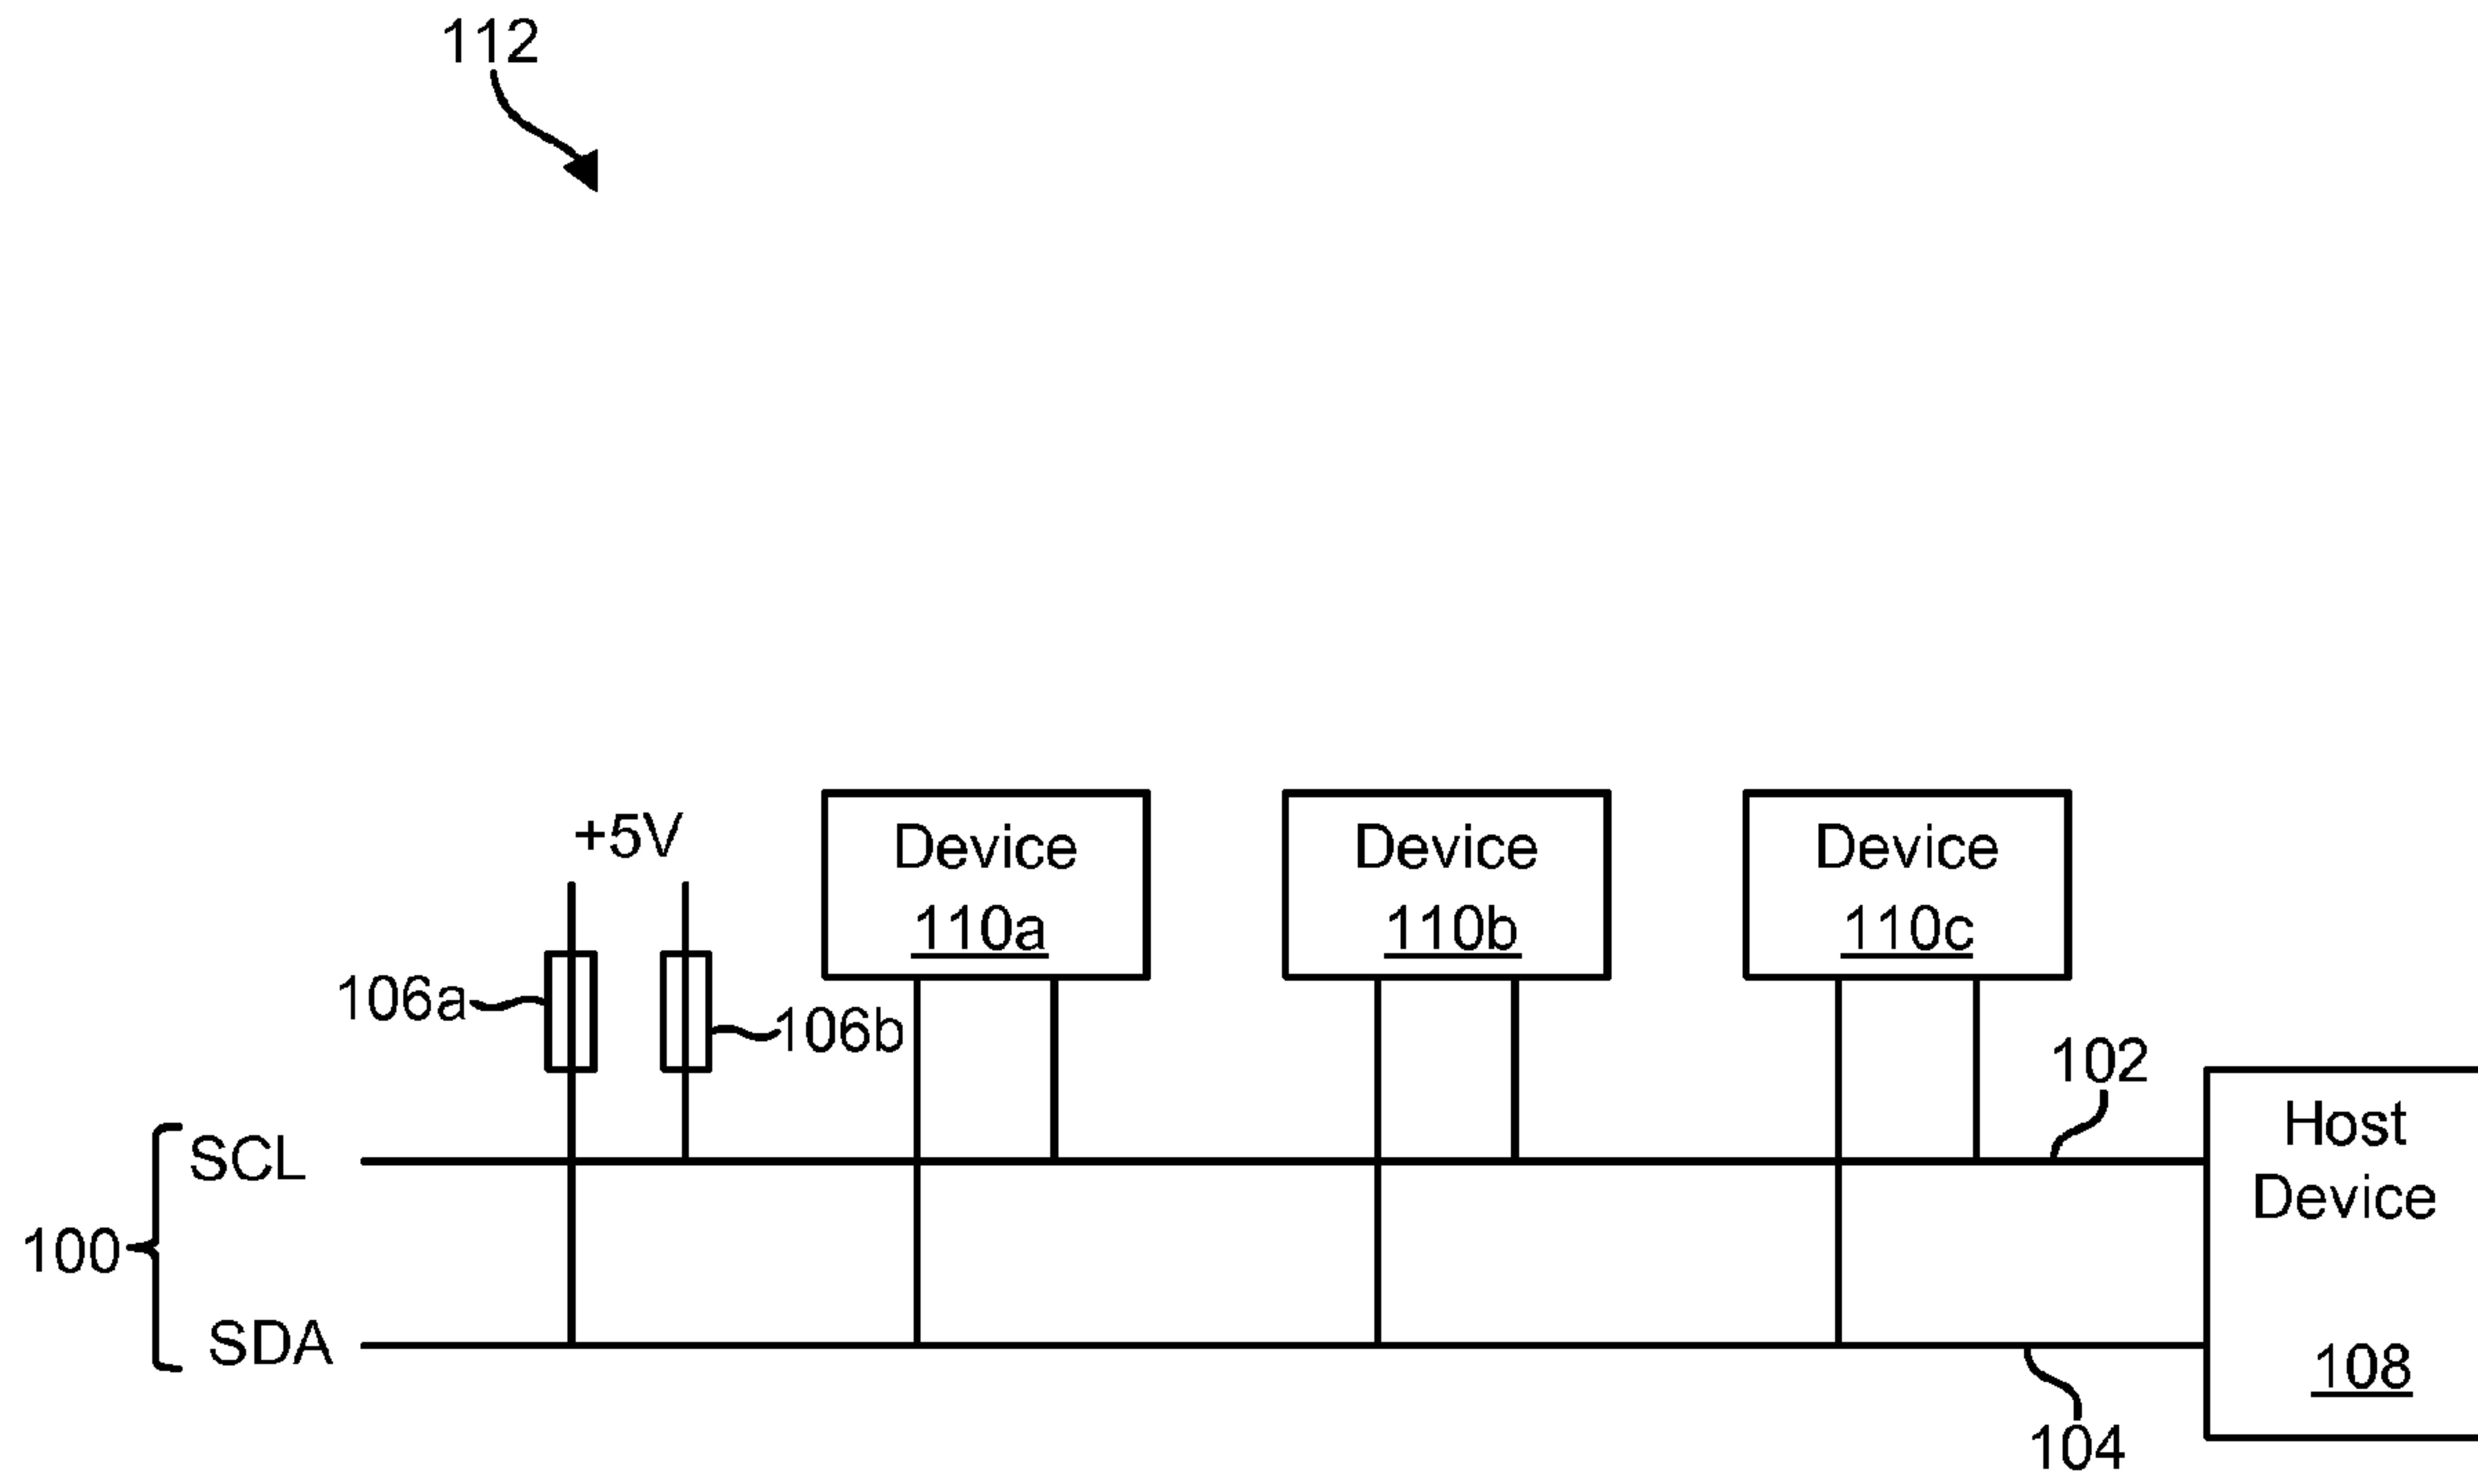 112
+5V
Device
110a
Device
110b
Device
110c
106a
106b
102
Host
Device
108
SCL
100
SDA
104